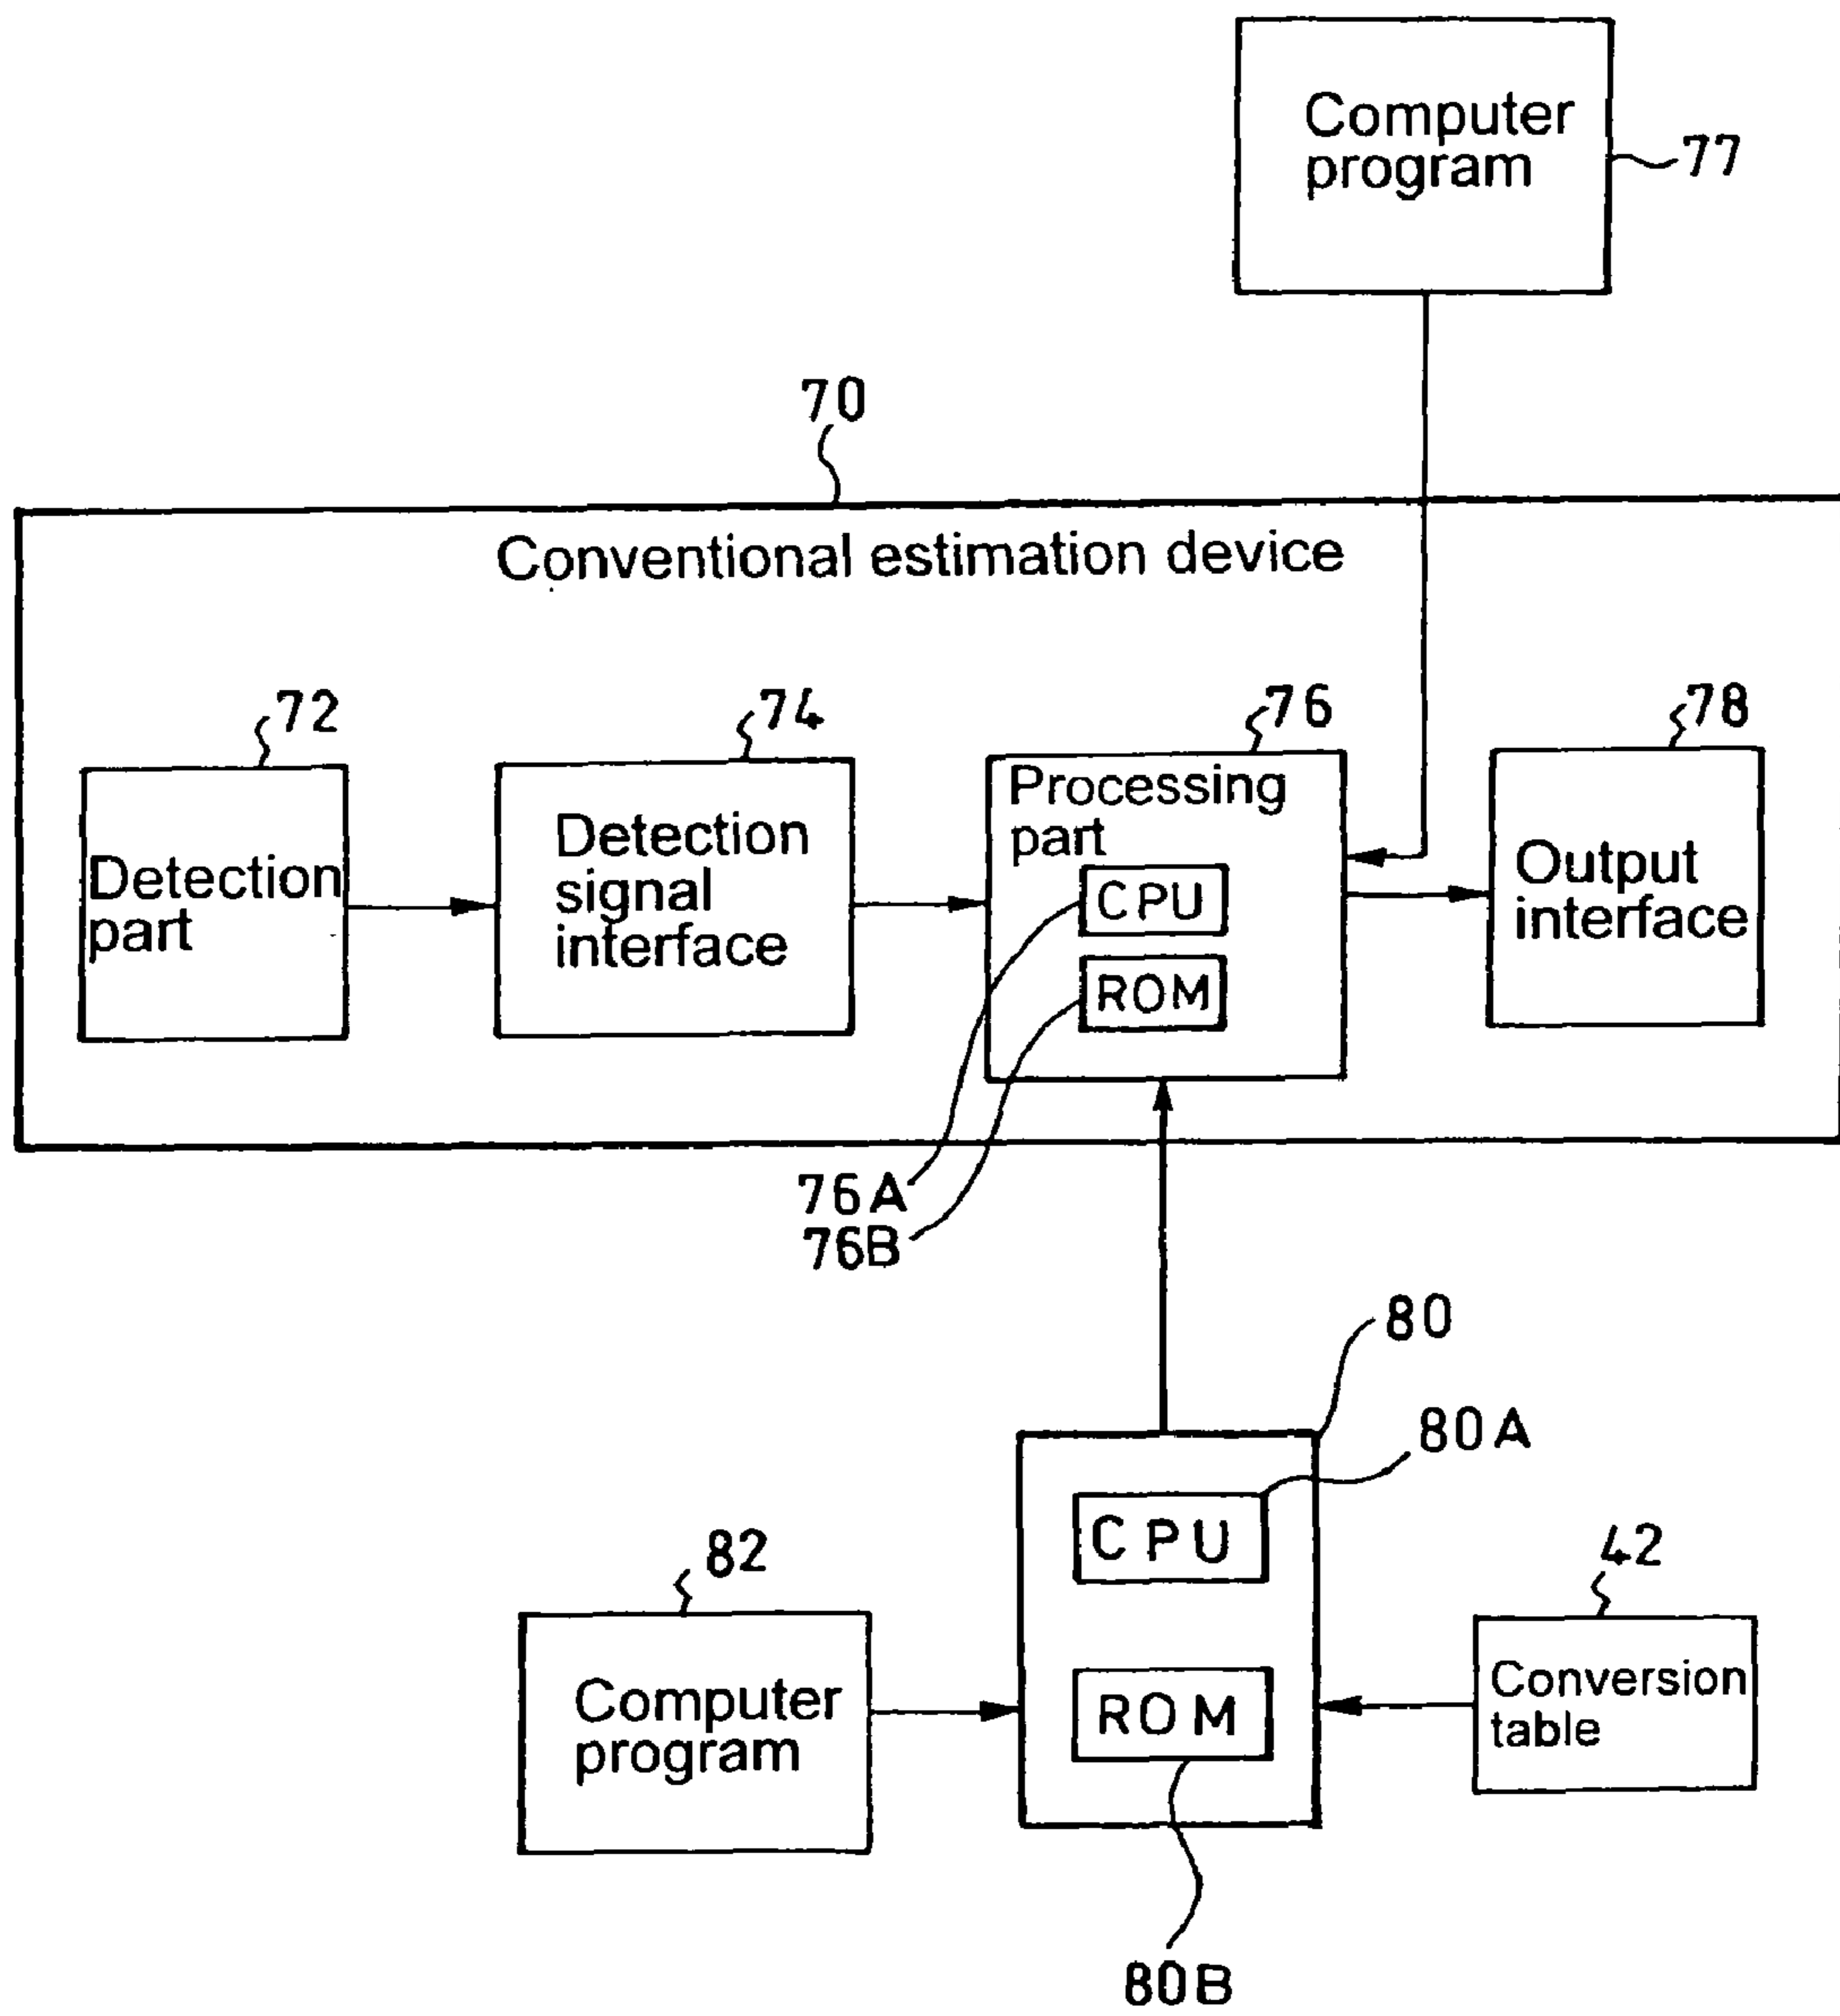 Computer
program
77
70
Conventional estimation device
72
74
76
78
Detection
part
Detection
signal
interface
Processing
part
CPU
ROM
Output
interface
76A
76B
80
80A
CPU
82
42
Computer
program
ROM
Conversion
table
80B